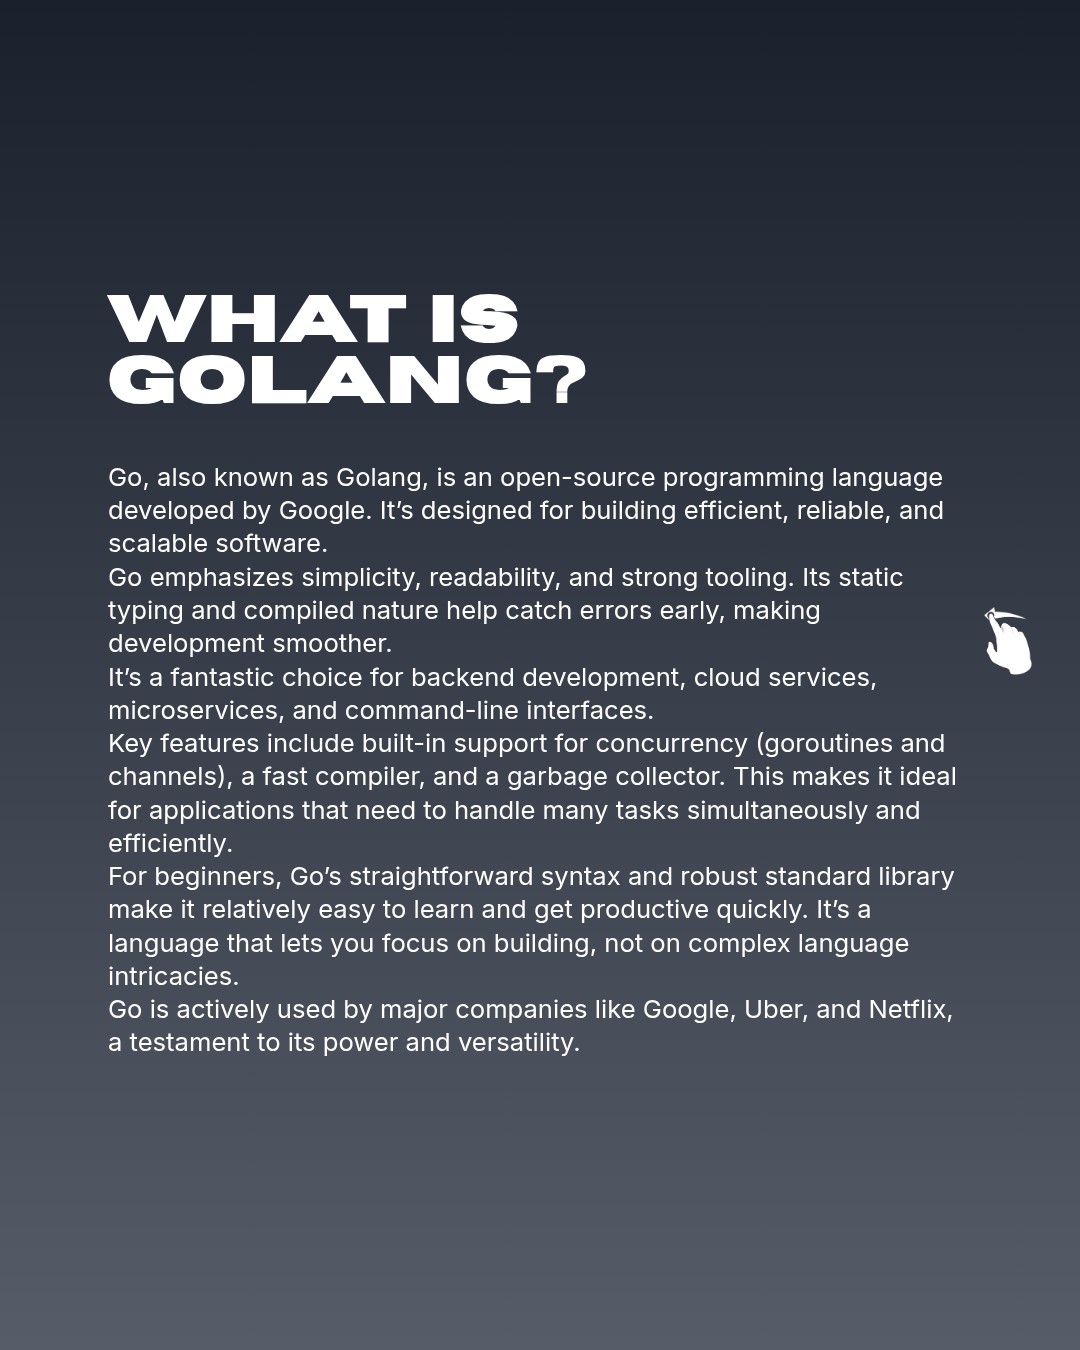 WHAT IS
GOLANG?
Go, also known as Golang, is an open-source programming language
developed by Google. It’s designed for building efficient, reliable, and
scalable software.
Go emphasizes simplicity, readability, and strong tooling. Its static
typing and compiled nature help catch errors early, making
development smoother.
It’s a fantastic choice for backend development, cloud services,
microservices, and command-line interfaces.
Key features include built-in support for concurrency (goroutines and
channels), a fast compiler, and a garbage collector. This makes it ideal
for applications that need to handle many tasks simultaneously and
efficiently.
For beginners, Go’s straightforward syntax and robust standard library
make it relatively easy to learn and get productive quickly. It’s a
language that lets you focus on building, not on complex language
intricacies.
Go is actively used by major companies like Google, Uber, and Netflix,
a testament to its power and versatility.